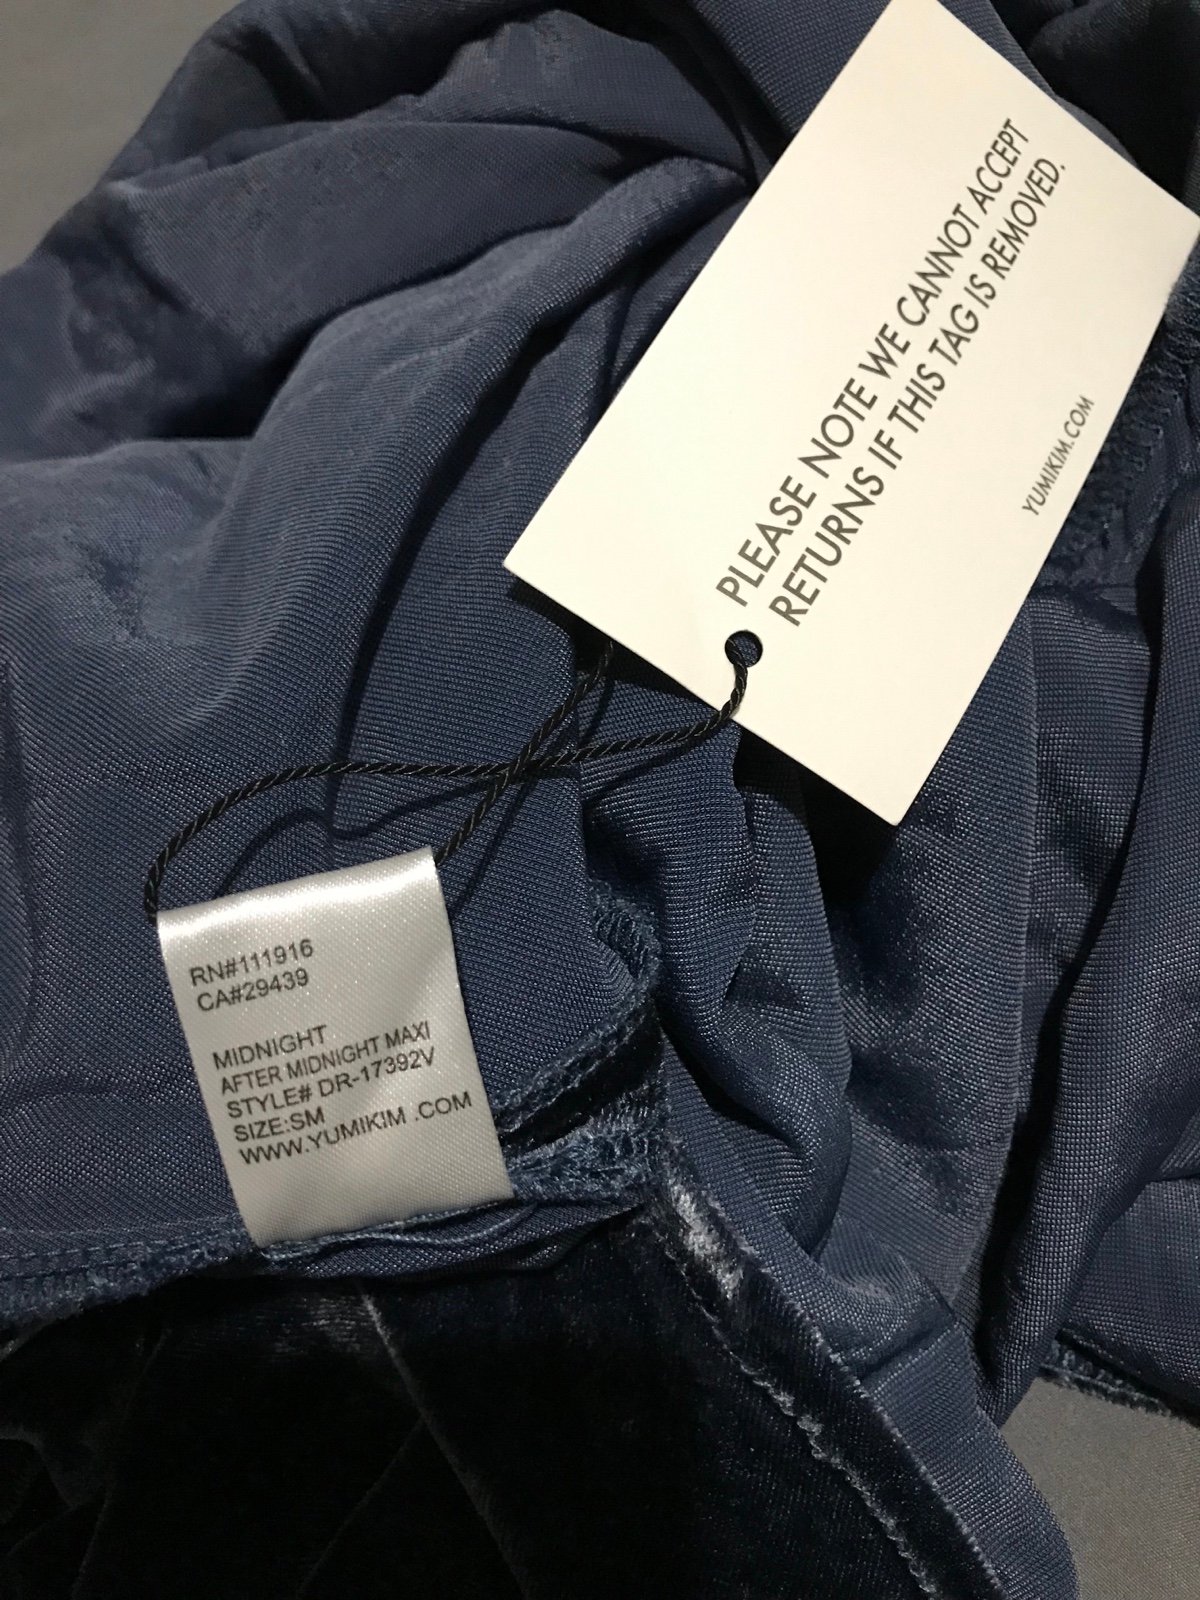 PLEASE NOTE WE CANNOT ACCEPT
RETURNS IF THIS TAG IS REMOVED.
YUMIKIM.COM
RN#111916
CA#29439
MIDNIGHT
AFTER MIDNIGHT MAXI
STYLE# DR-17392V
SIZE:SM
WWW.YUMIKIM .COM